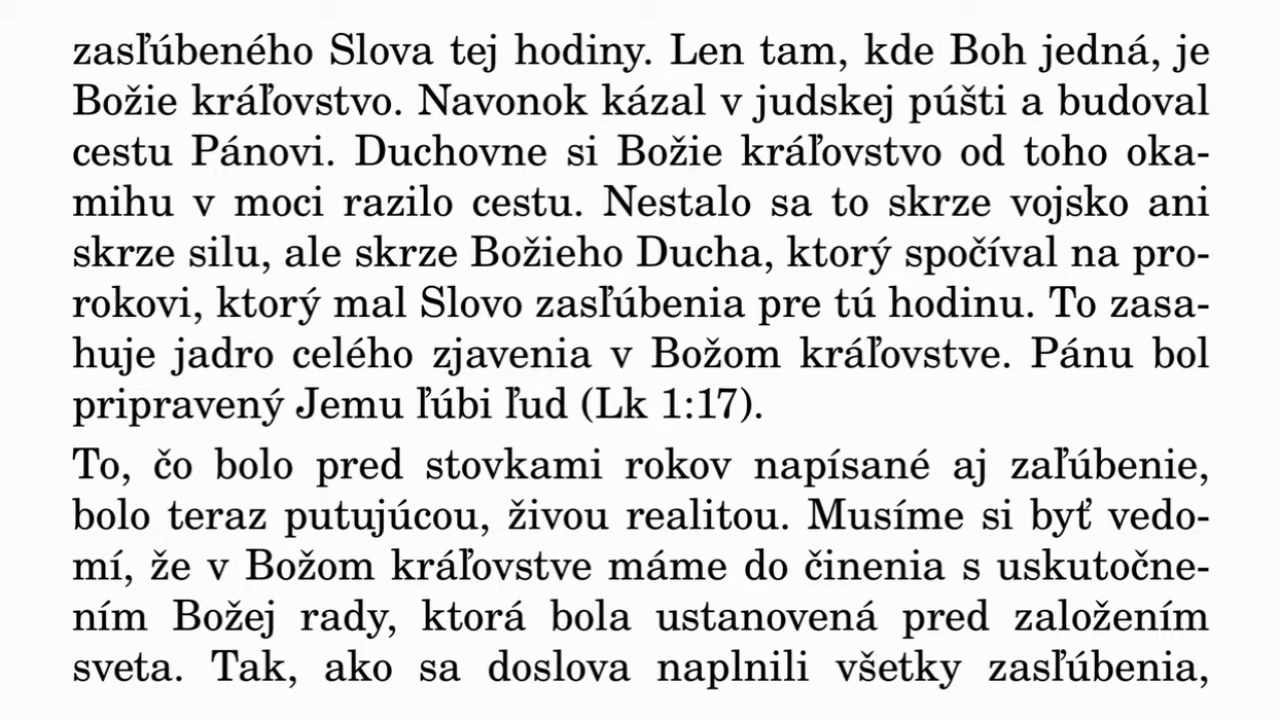 zasľúbeného Slova tej hodiny. Len tam, kde Boh jedná, je
Božie kráľovstvo. Navonok kázal v judskej púšti a budoval
cestu Pánovi. Duchovne si Božie kráľovstvo od toho oka-
mihu v moci razilo cestu. Nestalo sa to skrze vojsko ani
skrze silu, ale skrze Božieho Ducha, ktorý spočíval na pro-
rokovi, ktorý mal Slovo zasľúbenia pre tú hodinu. To zasa-
huje jadro celého zjavenia v Božom kráľovstve. Pánu bol
pripravený Jemu ľúbi ľud (Lk 1:17).
To, čo bolo pred stovkami rokov napísané aj zaľúbenie,
bolo teraz putujúcou, živou realitou. Musíme si byť vedo-
mí, že v Božom kráľovstve máme do činenia s uskutočne-
ním Božej rady, ktorá bola ustanovená pred založením
sveta. Tak, ako sa doslova naplnili všetky zasľúbenia,